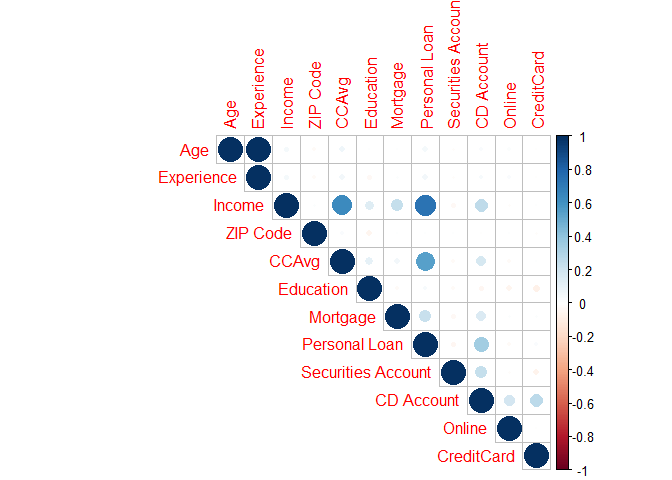 Age
Experience
Income
ZIP Code
CCAvg
Education
Mortgage
Personal Loan
Securities Accoun
CD Account
Online
CreditCard
Age
Experience
Income
ZIP Code
CCAvg
Education
Mortgage
Personal Loan
Securities Account
CD Account
Online
CreditCard
1
0.8
0.6
0.4
0.2
0
-0.2
-0.4
-0.6
-0.8
-1